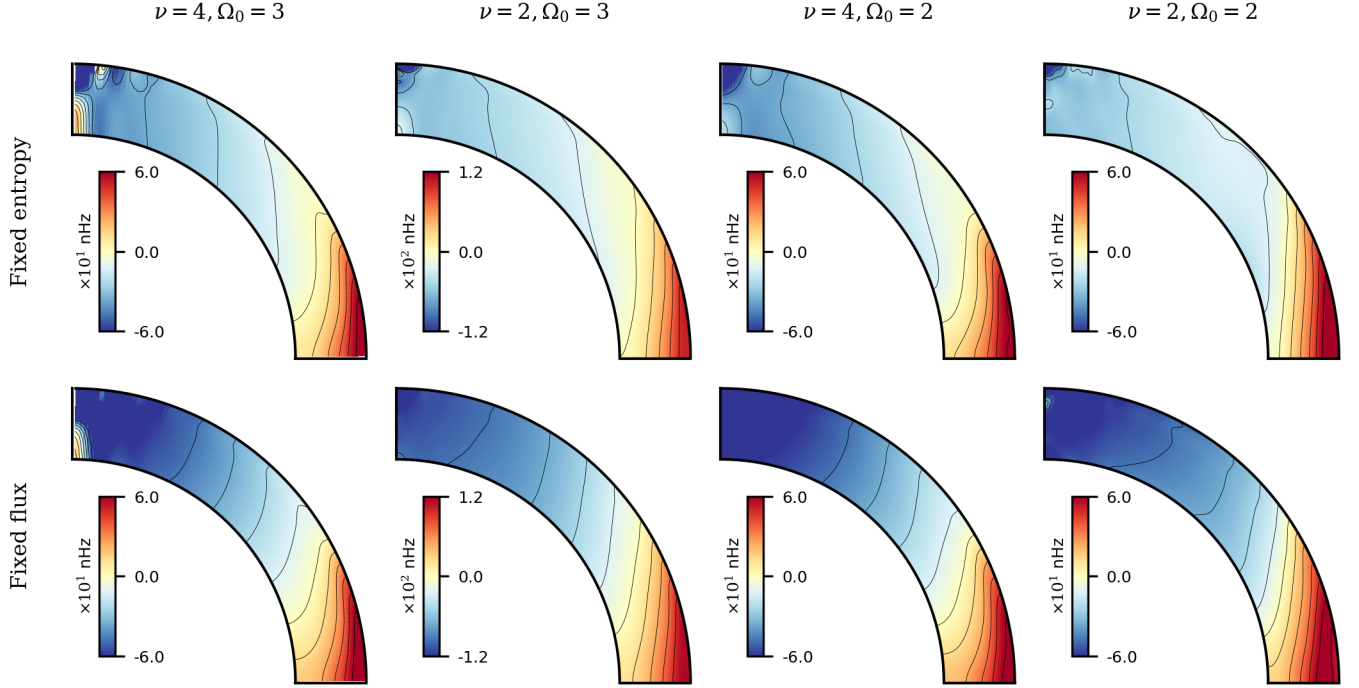 ν = 4, Ω₀ = 3
ν = 2, Ω₀ = 3
ν = 4, Ω₀ = 2
ν = 2, Ω₀ = 2
Fixed entropy
×10¹ nHz
6.0
0.0
-6.0
×10² nHz
1.2
0.0
-1.2
×10¹ nHz
6.0
0.0
-6.0
×10¹ nHz
6.0
0.0
-6.0
Fixed flux
×10¹ nHz
6.0
0.0
-6.0
×10² nHz
1.2
0.0
-1.2
×10¹ nHz
6.0
0.0
-6.0
×10¹ nHz
6.0
0.0
-6.0